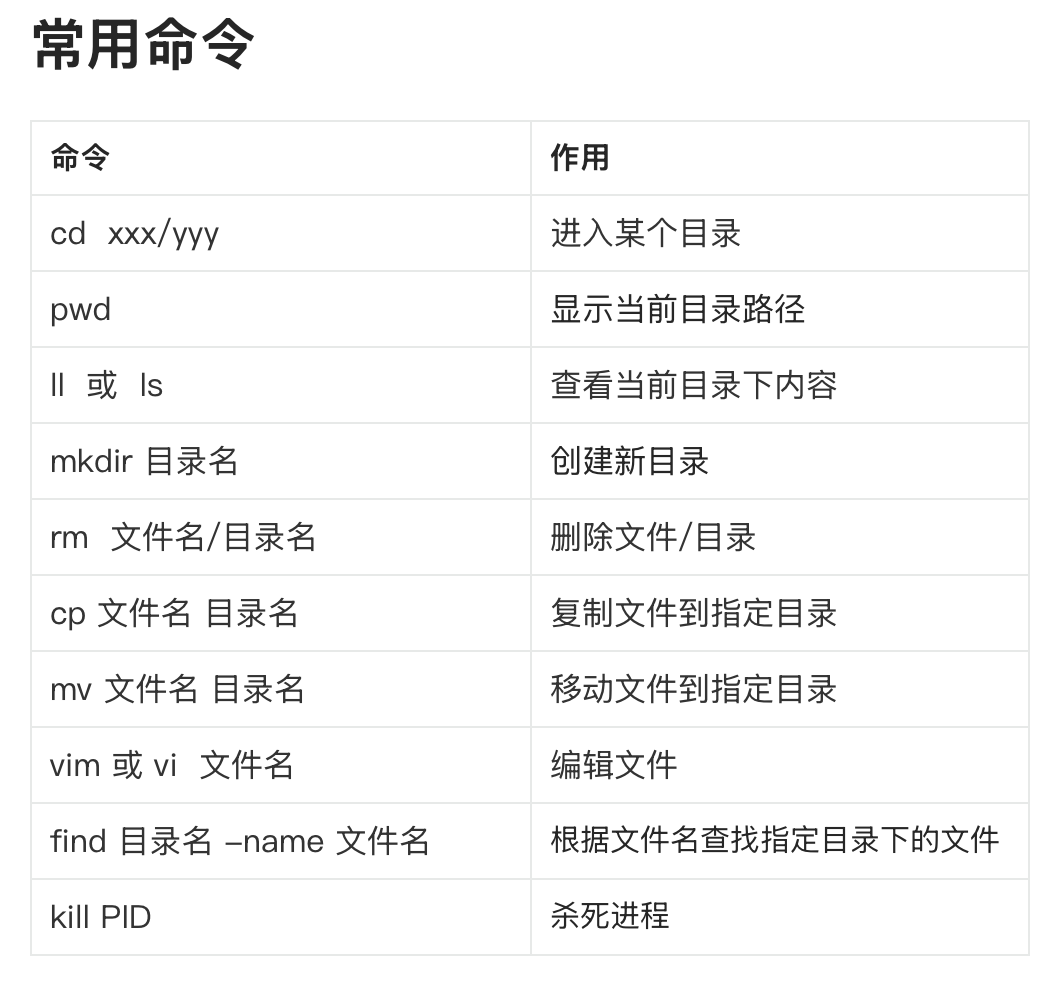 常用命令
命令 作用
cd  xxx/yyy 进入某个目录
pwd 显示当前目录路径
ll  或  ls 查看当前目录下内容
mkdir 目录名 创建新目录
rm  文件名/目录名 删除文件/目录
cp 文件名 目录名 复制文件到指定目录
mv 文件名 目录名 移动文件到指定目录
vim 或 vi  文件名 编辑文件
find 目录名 –name 文件名 根据文件名查找指定目录下的文件
kill PID 杀死进程